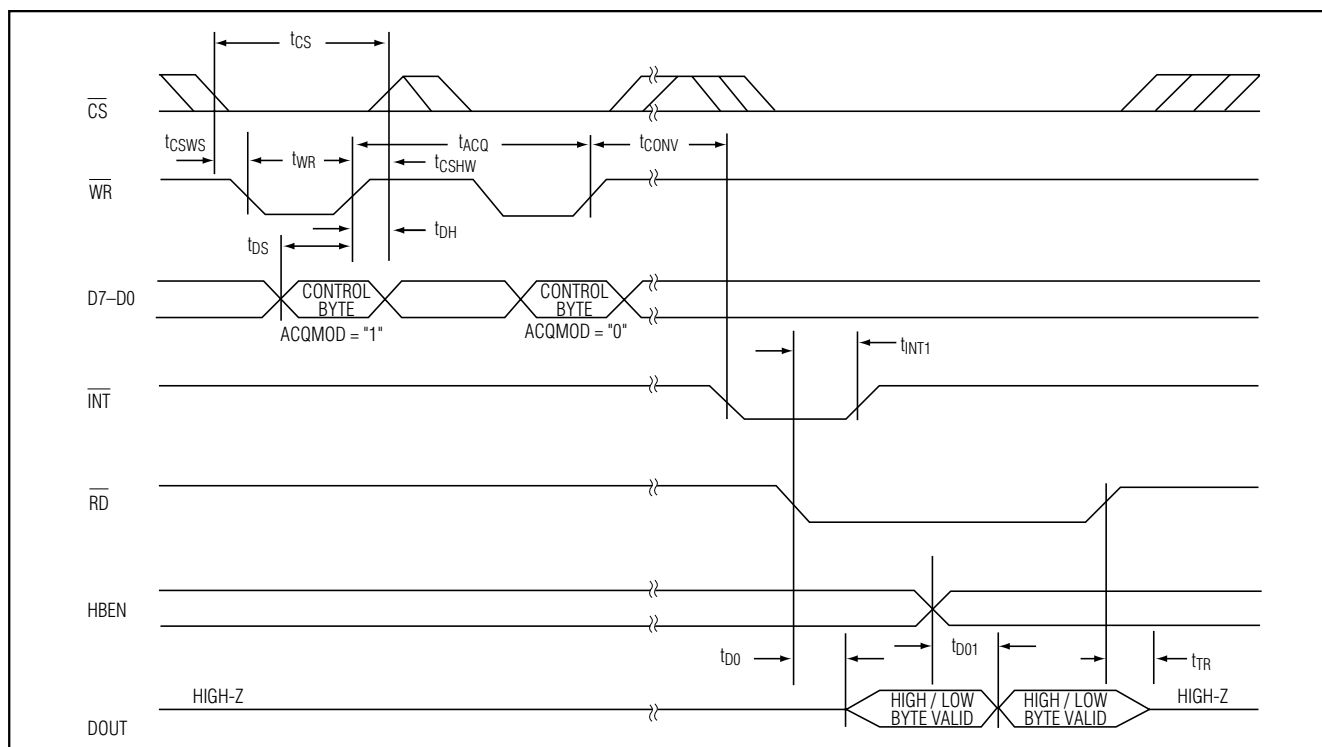 tCS
CS
tCSWS
tWR
tACQ
tCONV
tCSHW
WR
tDS
tDH
D7–D0
CONTROL
BYTE
ACQMOD = "1"
CONTROL
BYTE
ACQMOD = "0"
tINT1
INT
RD
HBEN
tD0
tD01
tTR
HIGH-Z
HIGH / LOW
BYTE VALID
HIGH / LOW
BYTE VALID
HIGH-Z
DOUT